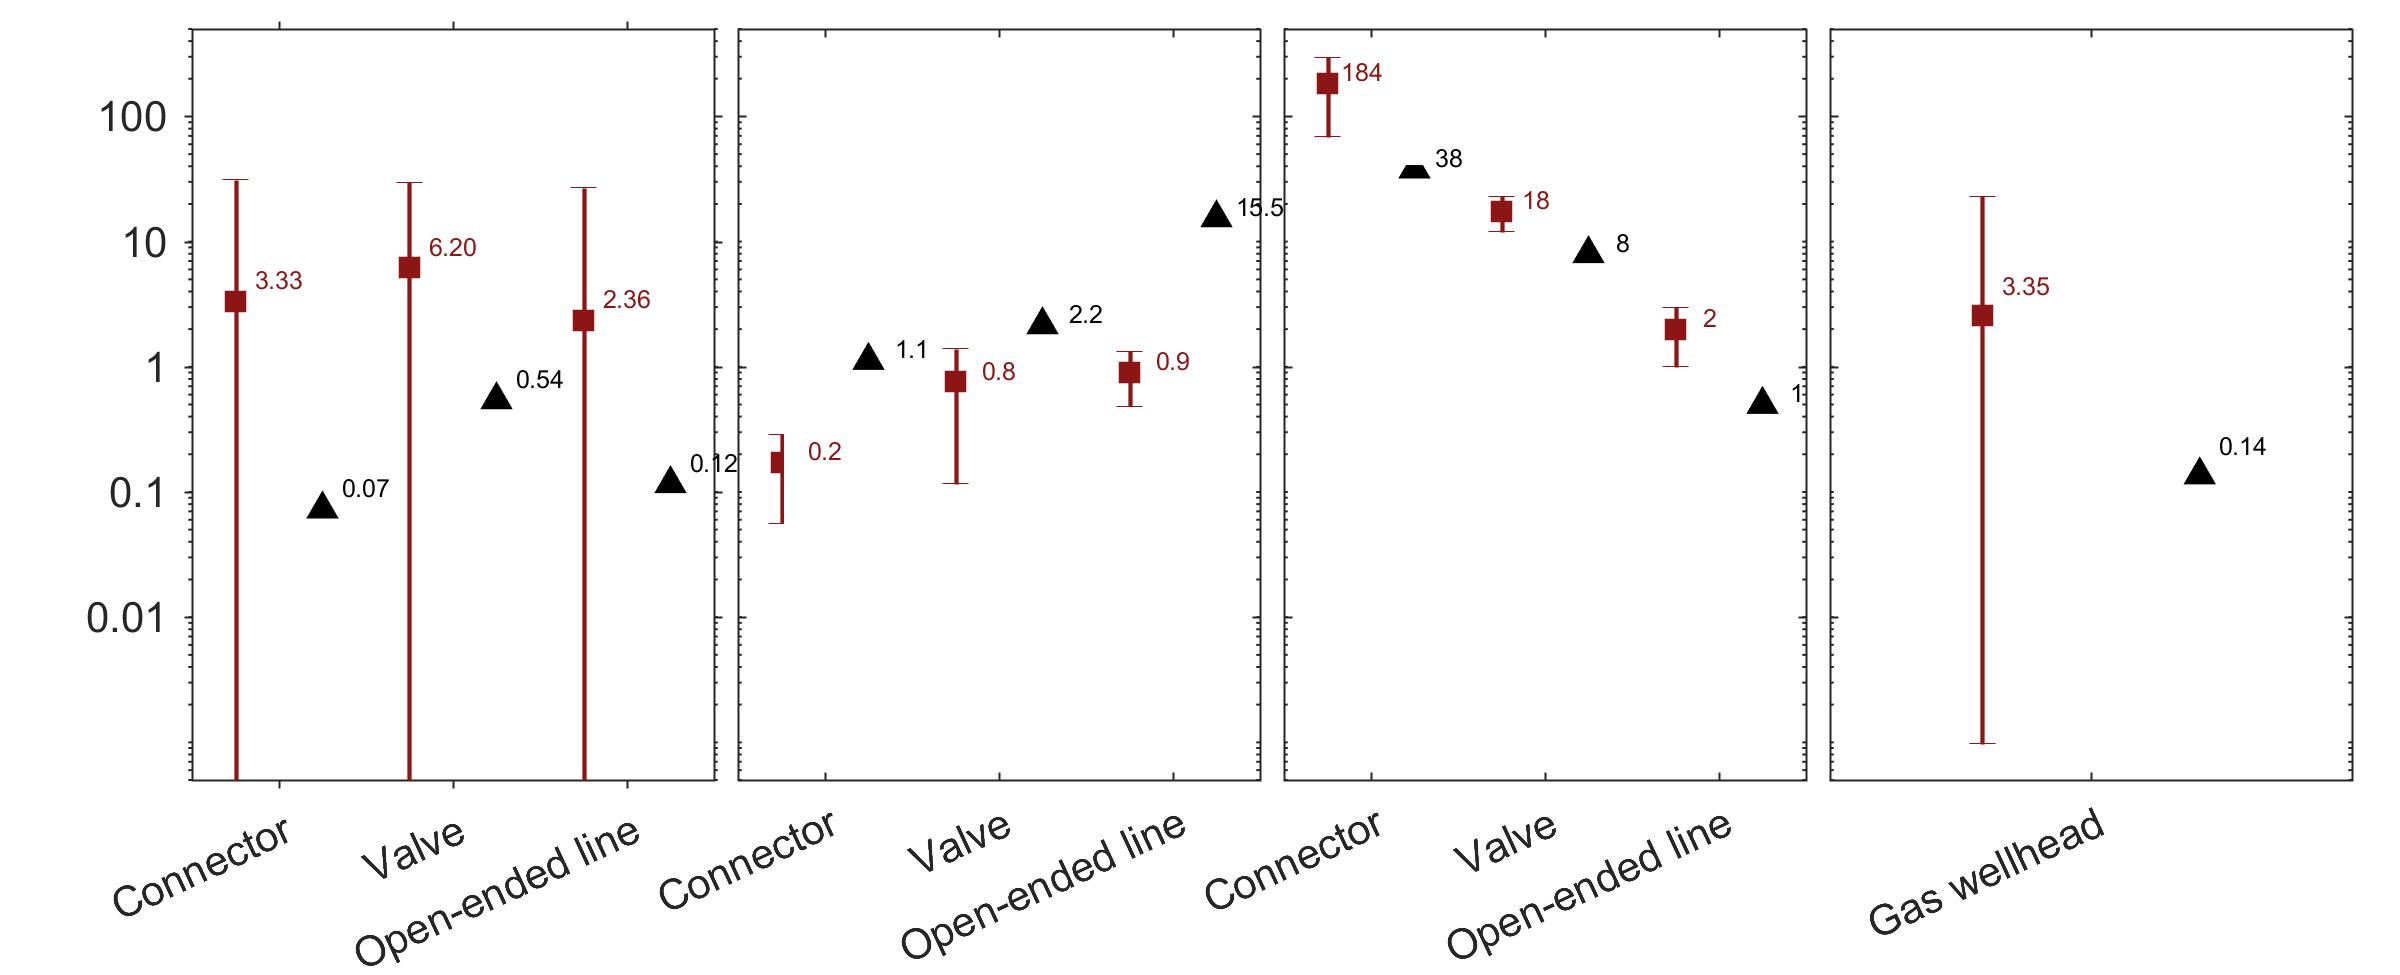 100
10
1
0.1
0.01
3.33
0.07
6.20
0.54
2.36
0.12
0.2
1.1
0.8
2.2
0.9
15.5
184
38
18
8
2
1
3.35
0.14
Connector
Valve
Open-ended line
Connector
Valve
Open-ended line
Connector
Valve
Open-ended line
Gas wellhead